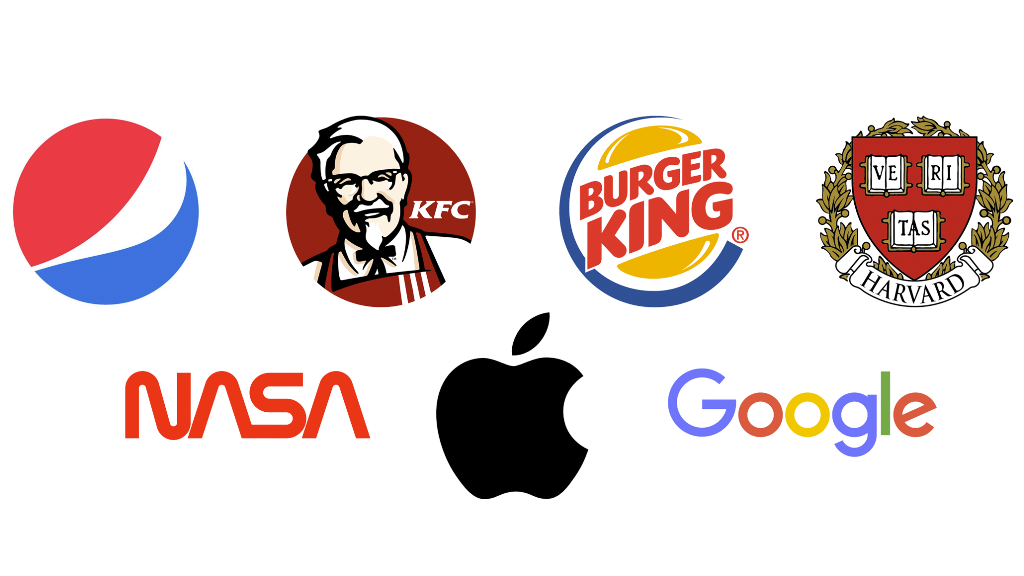 KFC
BURGER
KING
®
VE RI
TAS
HARVARD
NASA
Google